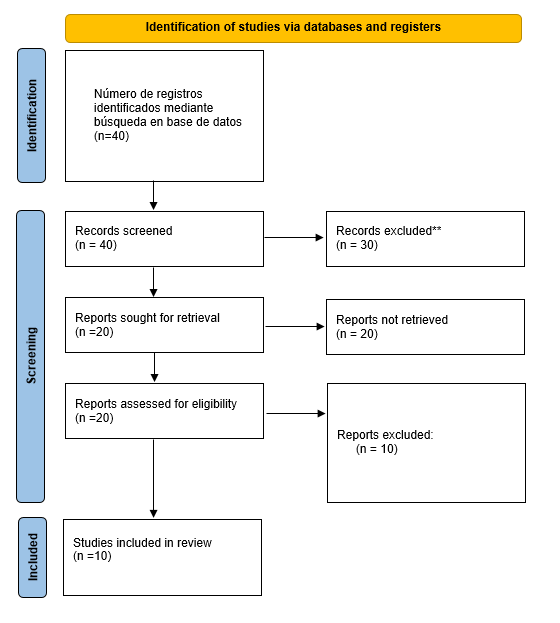 Identification of studies via databases and registers
Identification
Número de registros
identificados mediante
búsqueda en base de datos
(n=40)
Screening
Records screened
(n = 40)
Records excluded**
(n = 30)
Reports sought for retrieval
(n =20)
Reports not retrieved
(n = 20)
Reports assessed for eligibility
(n =20)
Reports excluded:
(n = 10)
Included
Studies included in review
(n =10)